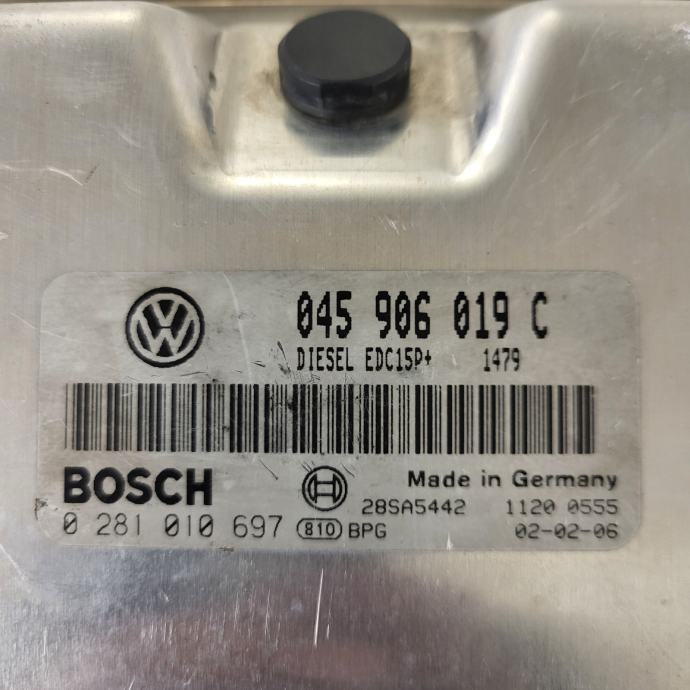 045 906 019 C
DIESEL EDC15P+ 1479
BOSCH Made in Germany
28SA5442 1120 0555
0 281 010 697 810 BPG 02-02-06